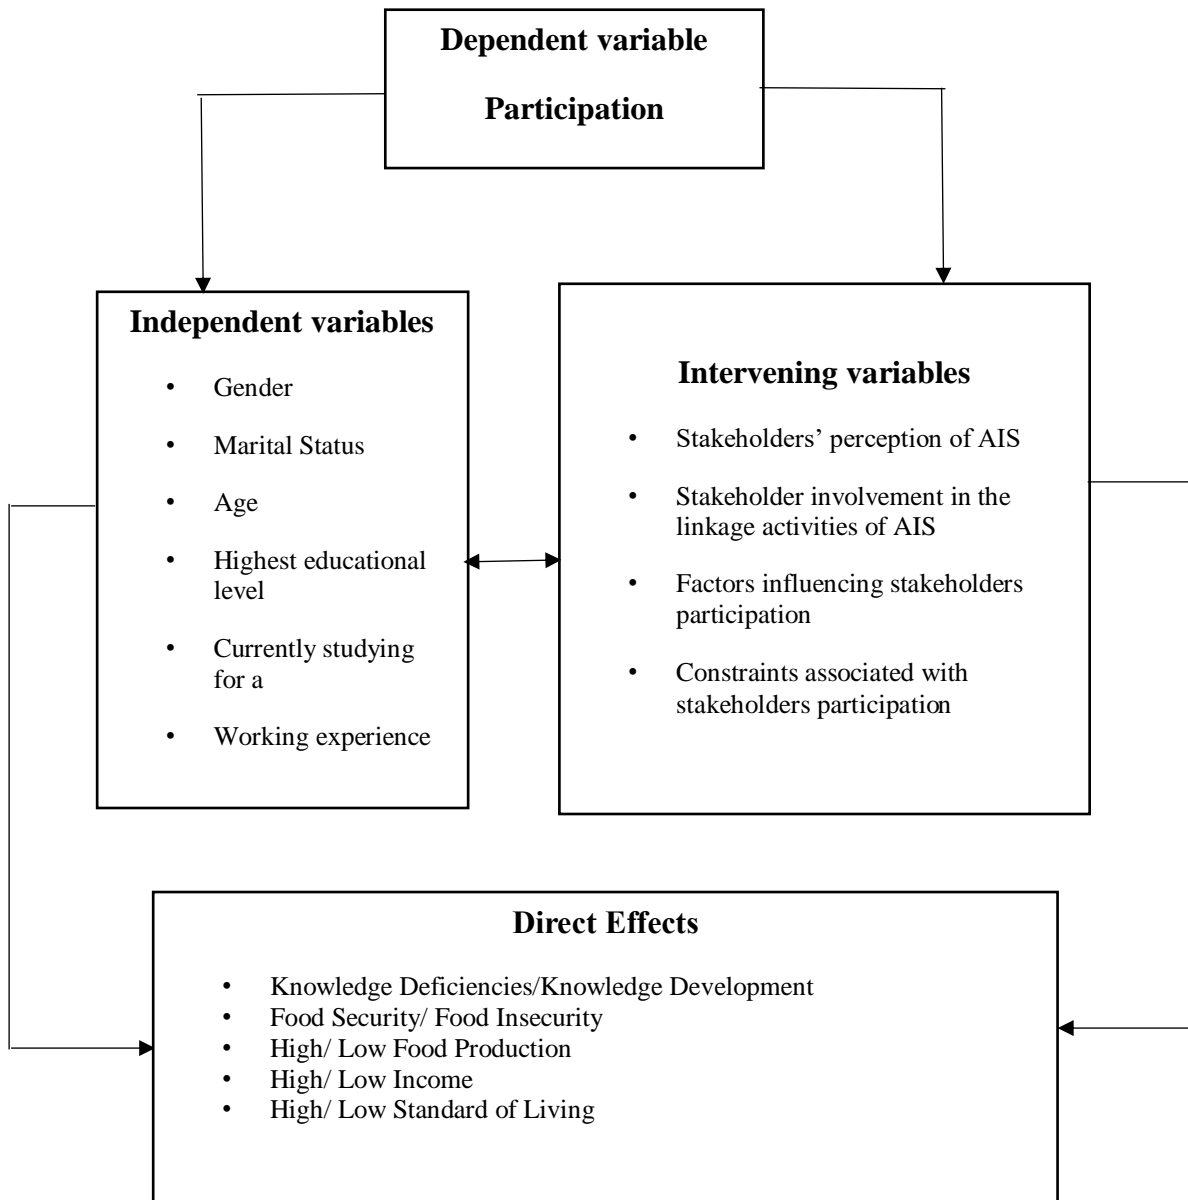 Dependent variable
Participation
Independent variables
• Gender
• Marital Status
• Age
• Highest educational
level
• Currently studying
for a
• Working experience
Intervening variables
• Stakeholders’ perception of AIS
• Stakeholder involvement in the
linkage activities of AIS
• Factors influencing stakeholders
participation
• Constraints associated with
stakeholders participation
Direct Effects
• Knowledge Deficiencies/Knowledge Development
• Food Security/ Food Insecurity
• High/ Low Food Production
• High/ Low Income
• High/ Low Standard of Living